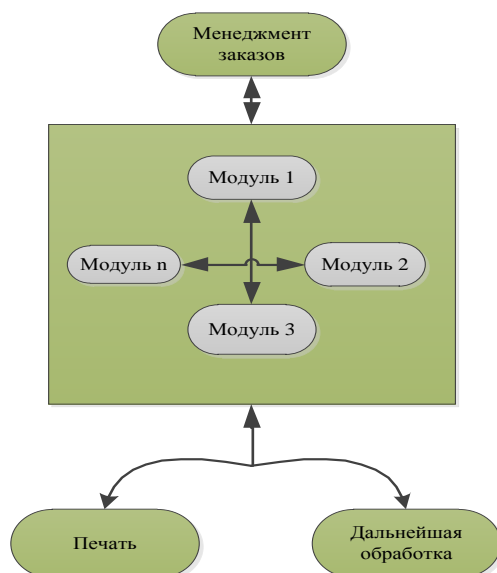 Менеджмент
заказов
Модуль 1
Модуль n
Модуль 2
Модуль 3
Печать
Дальнейшая
обработка